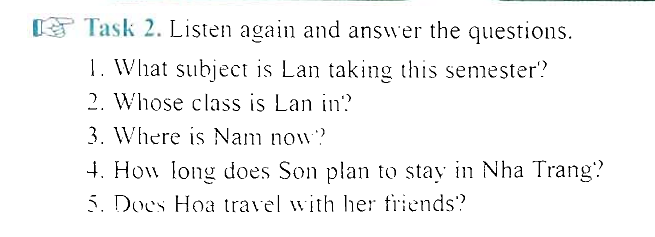 Task 2. Listen again and answer the questions.
1. What subject is Lan taking this semester?
2. Whose class is Lan in?
3. Where is Nam now?
4. How long does Son plan to stay in Nha Trang?
5. Does Hoa travel with her friends?